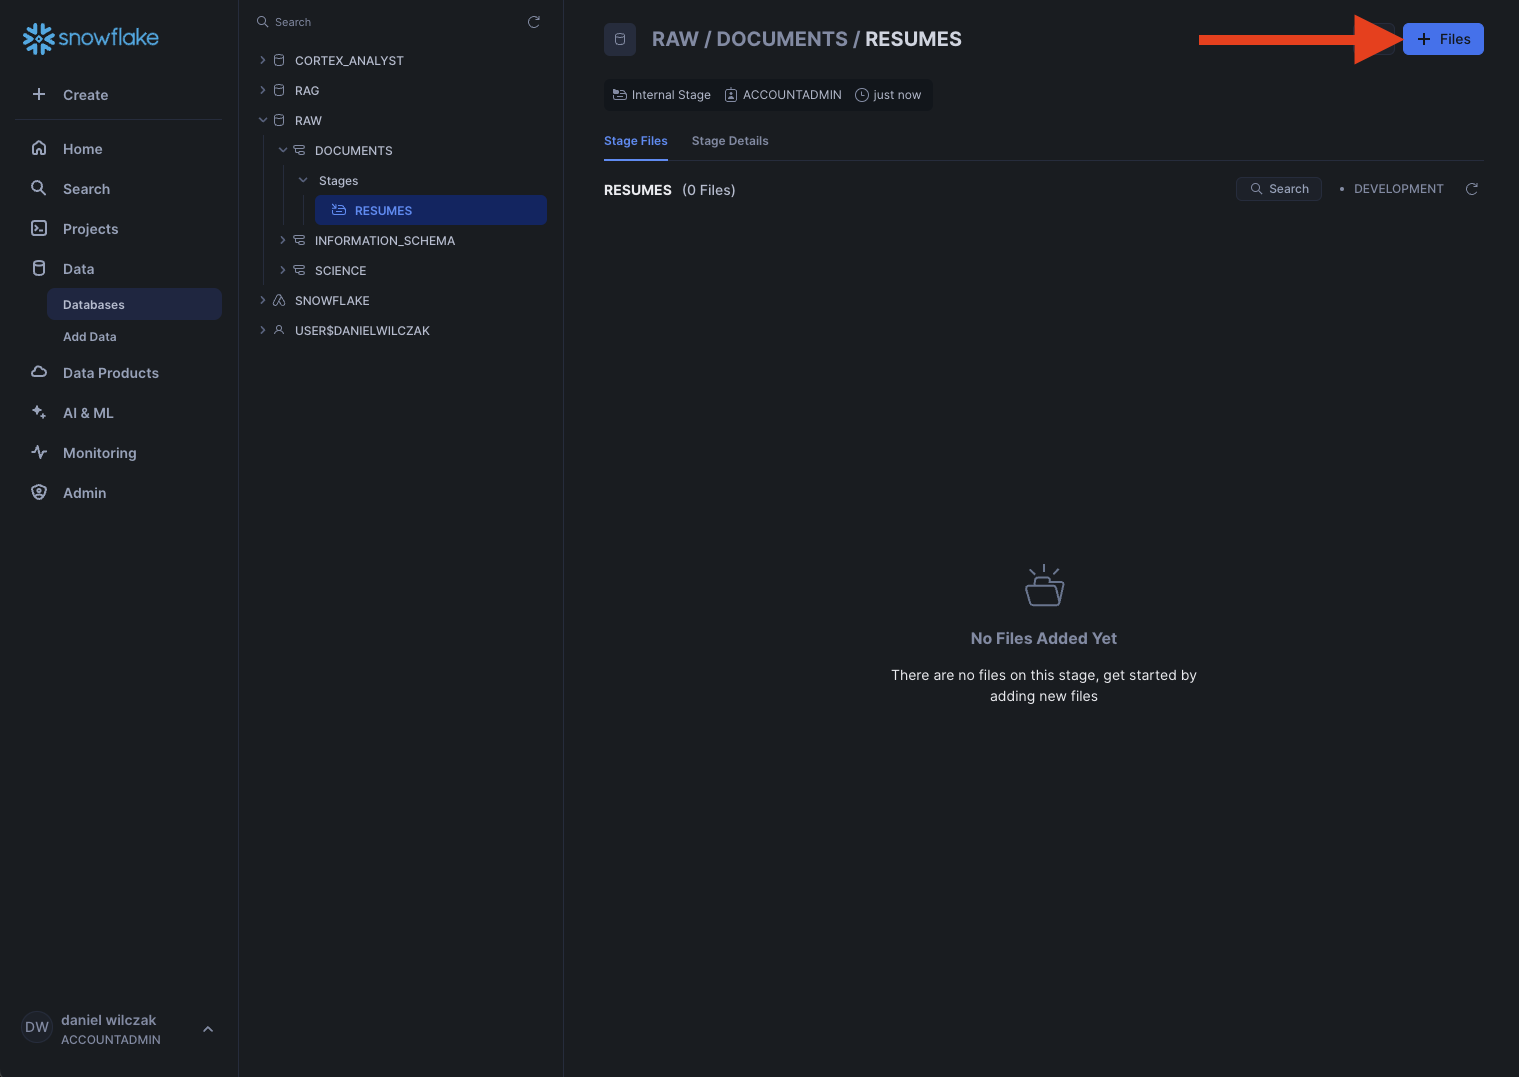 snowflake
Create
Home
Search
Projects
Data
Databases
Add Data
Data Products
AI & ML
Monitoring
Admin
DW
daniel wilczak
ACCOUNTADMIN
Search
CORTEX_ANALYST
RAG
RAW
DOCUMENTS
Stages
RESUMES
INFORMATION_SCHEMA
SCIENCE
SNOWFLAKE
USER$DANIELWILCZAK
RAW / DOCUMENTS / RESUMES
+ Files
Internal Stage ACCOUNTADMIN just now
Stage Files Stage Details
RESUMES (0 Files)
Search • DEVELOPMENT
No Files Added Yet
There are no files on this stage, get started by
adding new files